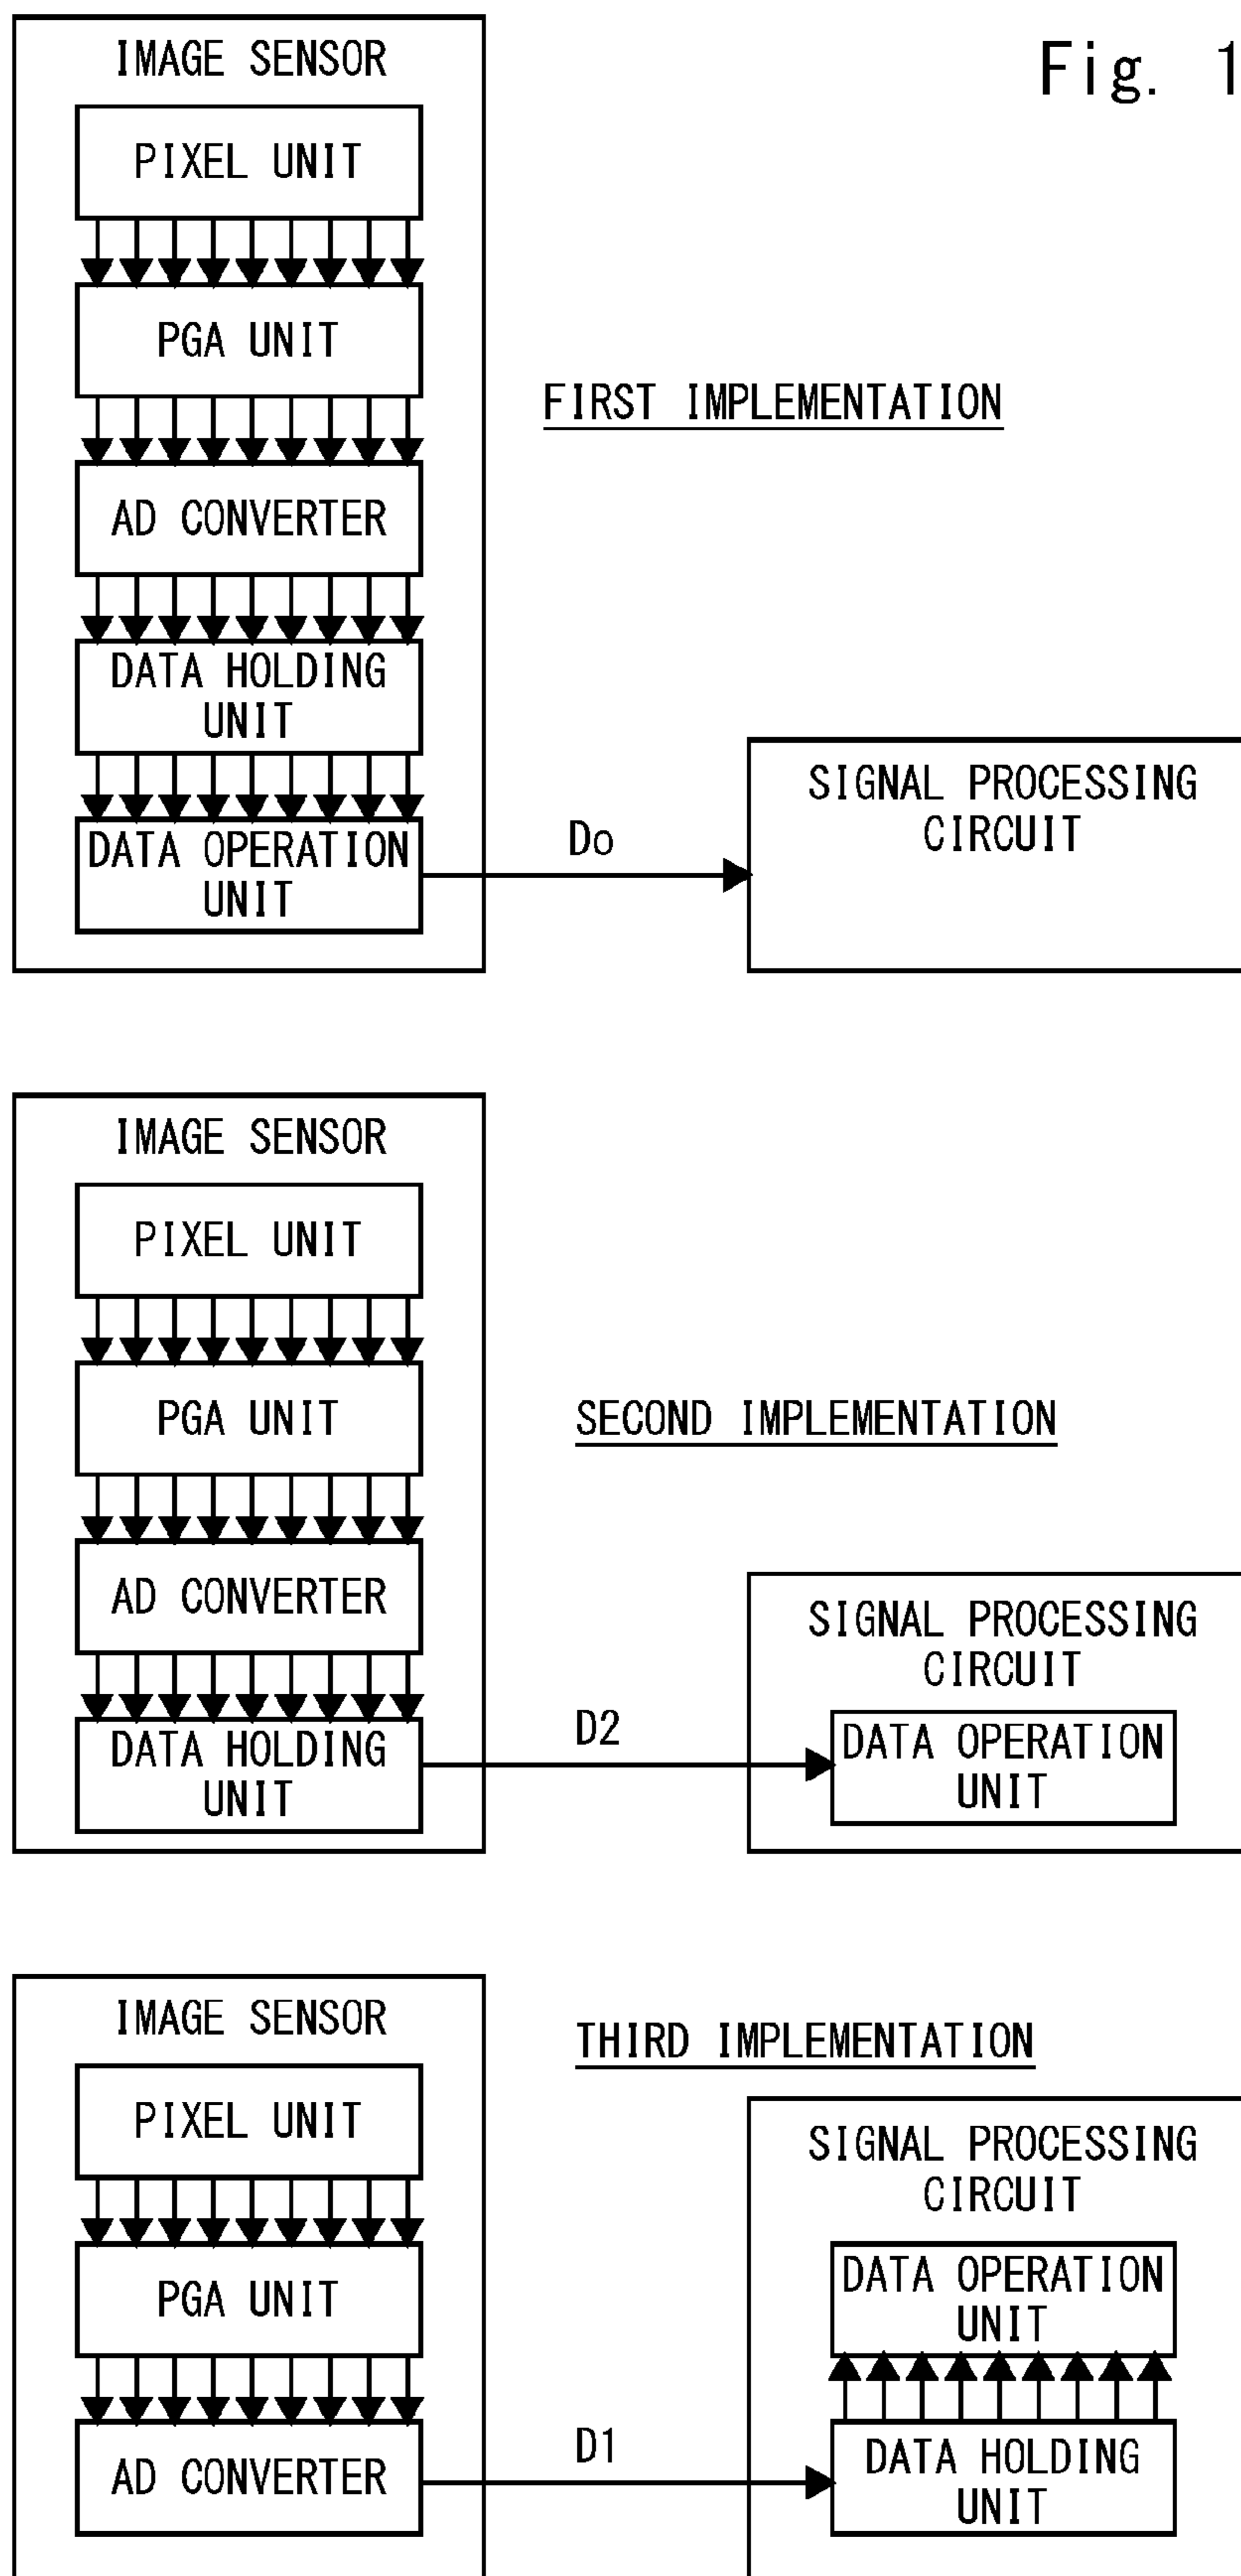 Fig. 1
IMAGE SENSOR
PIXEL UNIT
PGA UNIT
FIRST IMPLEMENTATION
AD CONVERTER
DATA HOLDING
UNIT
DATA OPERATION
UNIT
Do
SIGNAL PROCESSING
CIRCUIT
IMAGE SENSOR
PIXEL UNIT
PGA UNIT
SECOND IMPLEMENTATION
AD CONVERTER
DATA HOLDING
UNIT
D2
SIGNAL PROCESSING
CIRCUIT
DATA OPERATION
UNIT
IMAGE SENSOR
THIRD IMPLEMENTATION
PIXEL UNIT
PGA UNIT
AD CONVERTER
D1
SIGNAL PROCESSING
CIRCUIT
DATA OPERATION
UNIT
DATA HOLDING
UNIT